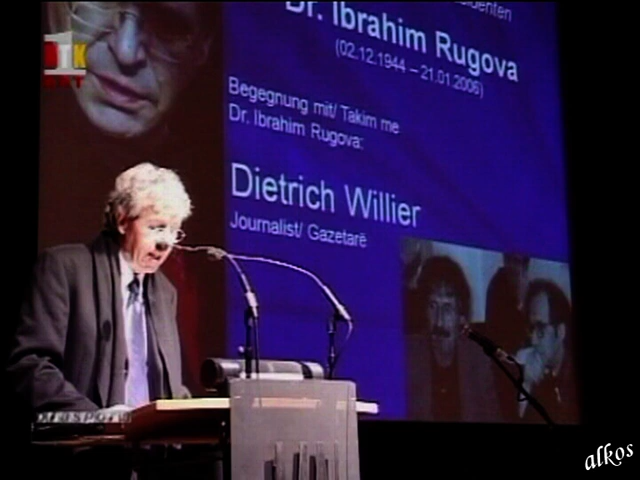 Dr. Ibrahim Rugova
(02.12.1944 – 21.01.2006)
Begegnung mit/ Takim me
Dr. Ibrahim Rugova:
Dietrich Willier
Journalist/ Gazetarë
alkos